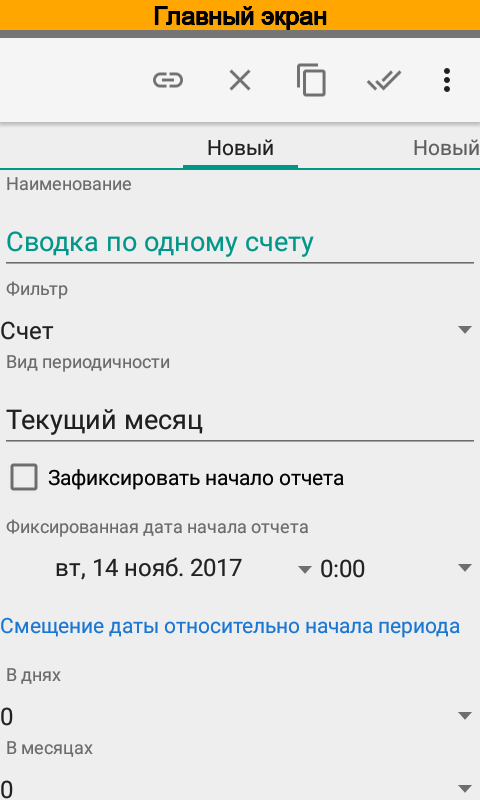 Главный экран
Новый
Новый
Наименование
Сводка по одному счету
Фильтр
Счет
Вид периодичности
Текущий месяц
Зафиксировать начало отчета
Фиксированная дата начала отчета
вт, 14 нояб. 2017 0:00
Смещение даты относительно начала периода
В днях
0
В месяцах
0